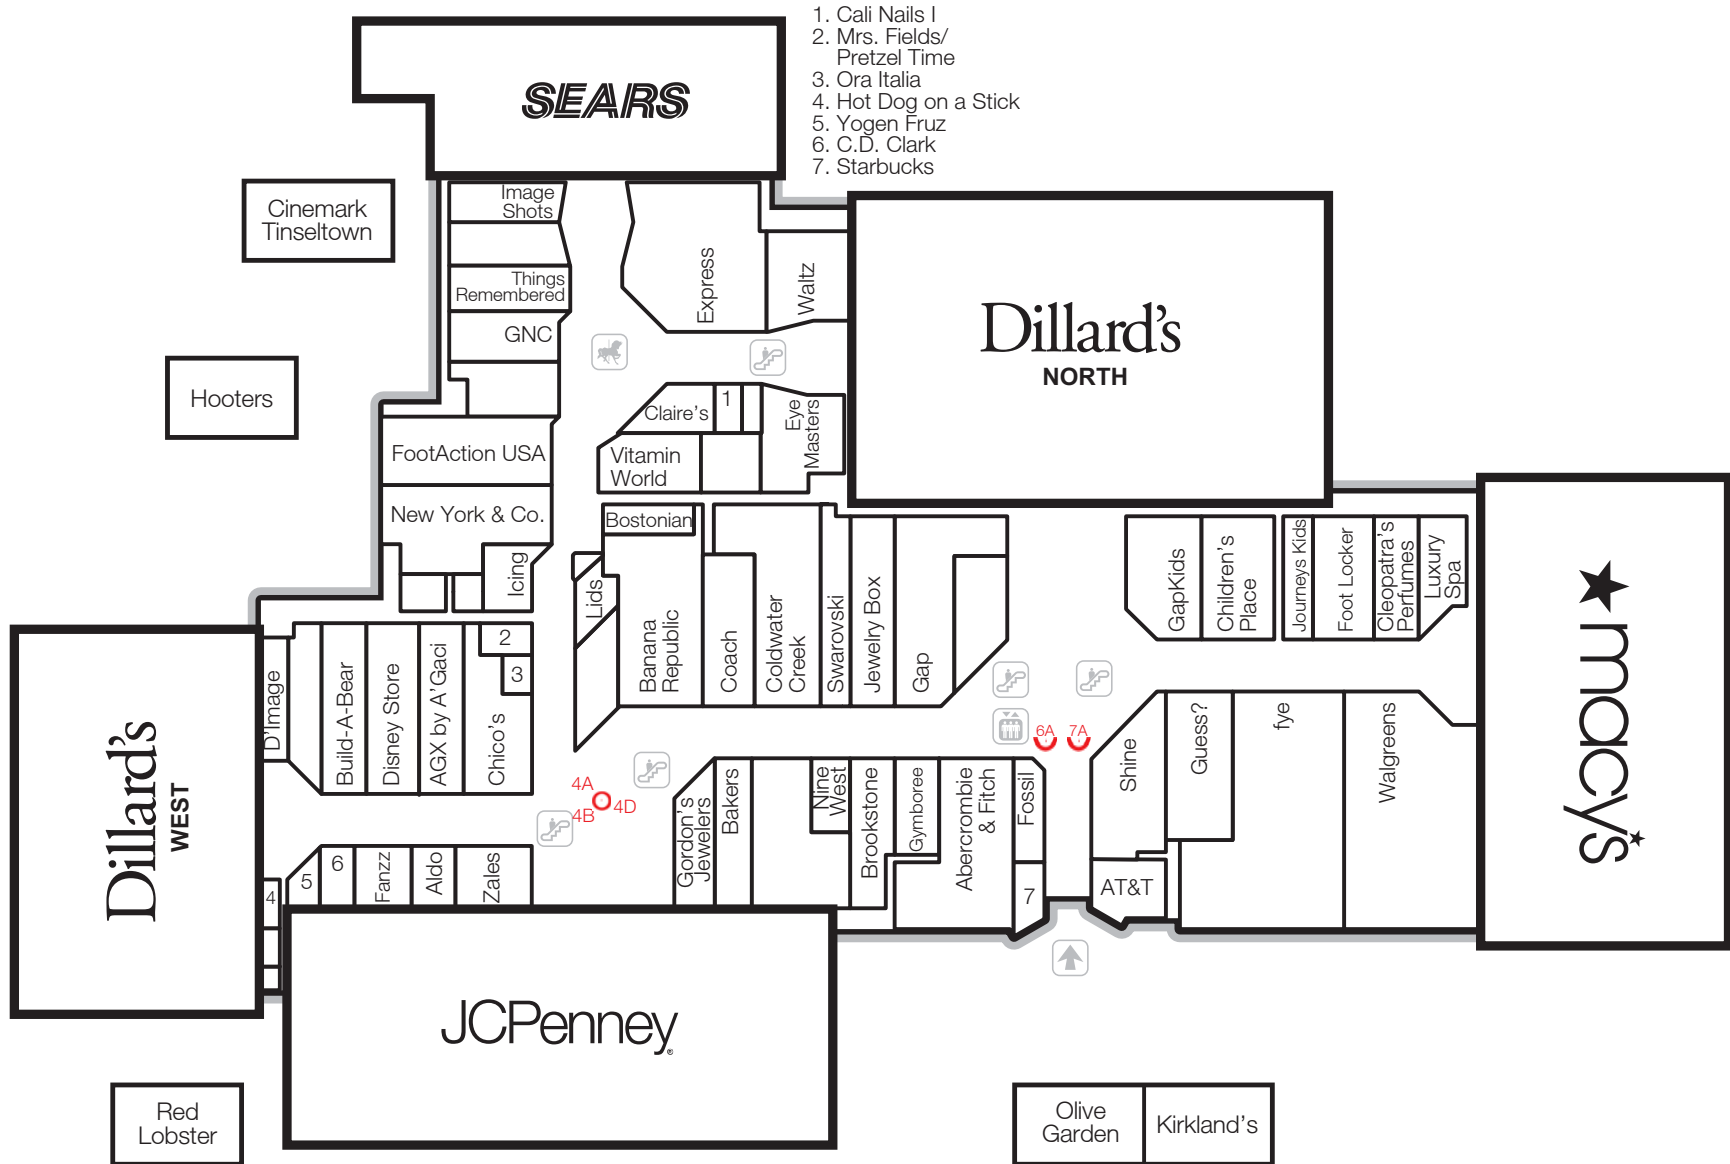 1. Cali Nails I
2. Mrs. Fields/
Pretzel Time
3. Ora Italia
4. Hot Dog on a Stick
5. Yogen Fruz
6. C.D. Clark
7. Starbucks
SEARS
Cinemark
Tinseltown
Image
Shots
Things
Remembered
GNC
Express
Waltz
Dillard's
NORTH
Hooters
FootAction USA
New York & Co.
Icing
Claire's
1
Eye
Masters
Vitamin
World
Bostonian
Lids
Banana
Republic
Coach
Coldwater
Creek
Swarovski
Jewelry Box
Gap
GapKids
Children's
Place
Journeys Kids
Foot Locker
Cleopatra's
Perfumes
Luxury
Spa
macy's
Dillard's
WEST
D'Image
Build-A-Bear
Disney Store
AGX by A'Gaci
2
3
Chico's
4A
4B
4D
6A
7A
Gordon's
Jewelers
Bakers
Nine
West
Brookstone
Gymboree
Abercrombie
& Fitch
Fossil
7
Shine
Guess?
fye
Walgreens
AT&T
4
5
6
Fanzz
Aldo
Zales
JCPenney
®
Red
Lobster
Olive
Garden
Kirkland's